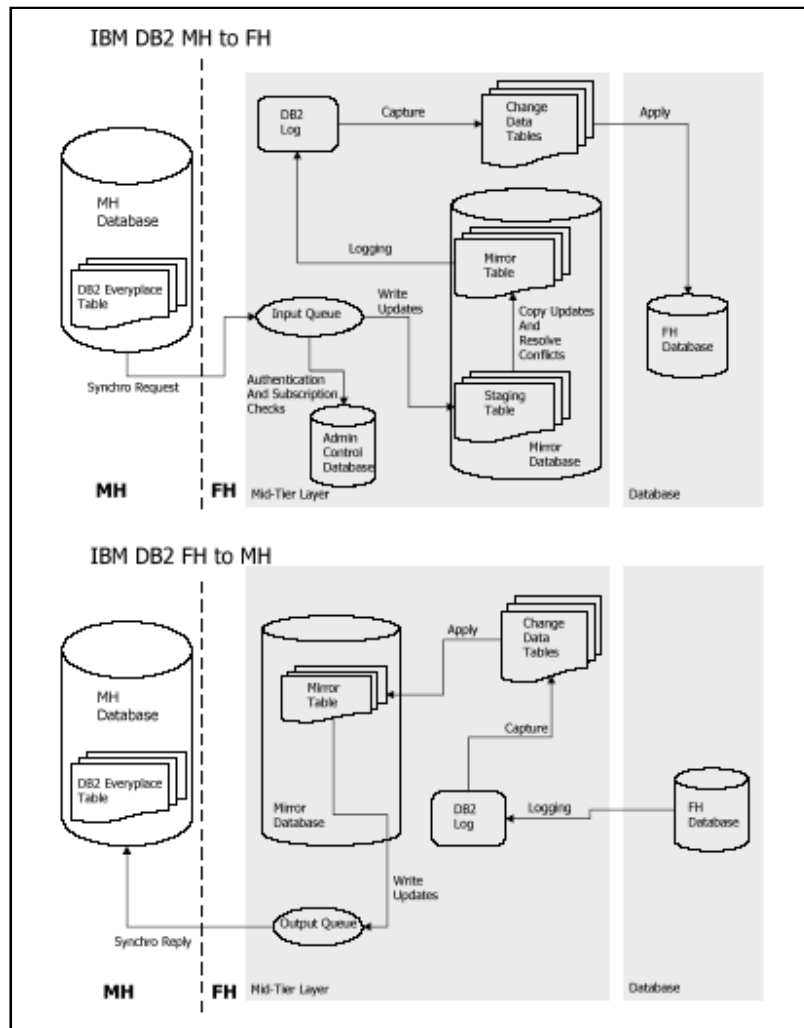 IBM DB2 MH to FH
DB2
Log
Capture
Change
Data
Tables
Apply
MH
Database
DB2 Everyplace
Table
Logging
Mirror
Table
Write
Updates
Input Queue
Copy Updates
And
Resolve
Conflicts
FH
Database
Synchro Request
Authentication
And Subscription
Checks
Staging
Table
Admin
Control
Database
Mirror
Database
MH
FH
Mid-Tier Layer
Database
IBM DB2 FH to MH
Apply
Change
Data
Tables
MH
Database
Mirror
Table
Capture
DB2 Everyplace
Table
Mirror
Database
DB2
Log
Logging
FH
Database
Write
Updates
Output Queue
Synchro Reply
MH
FH
Mid-Tier Layer
Database